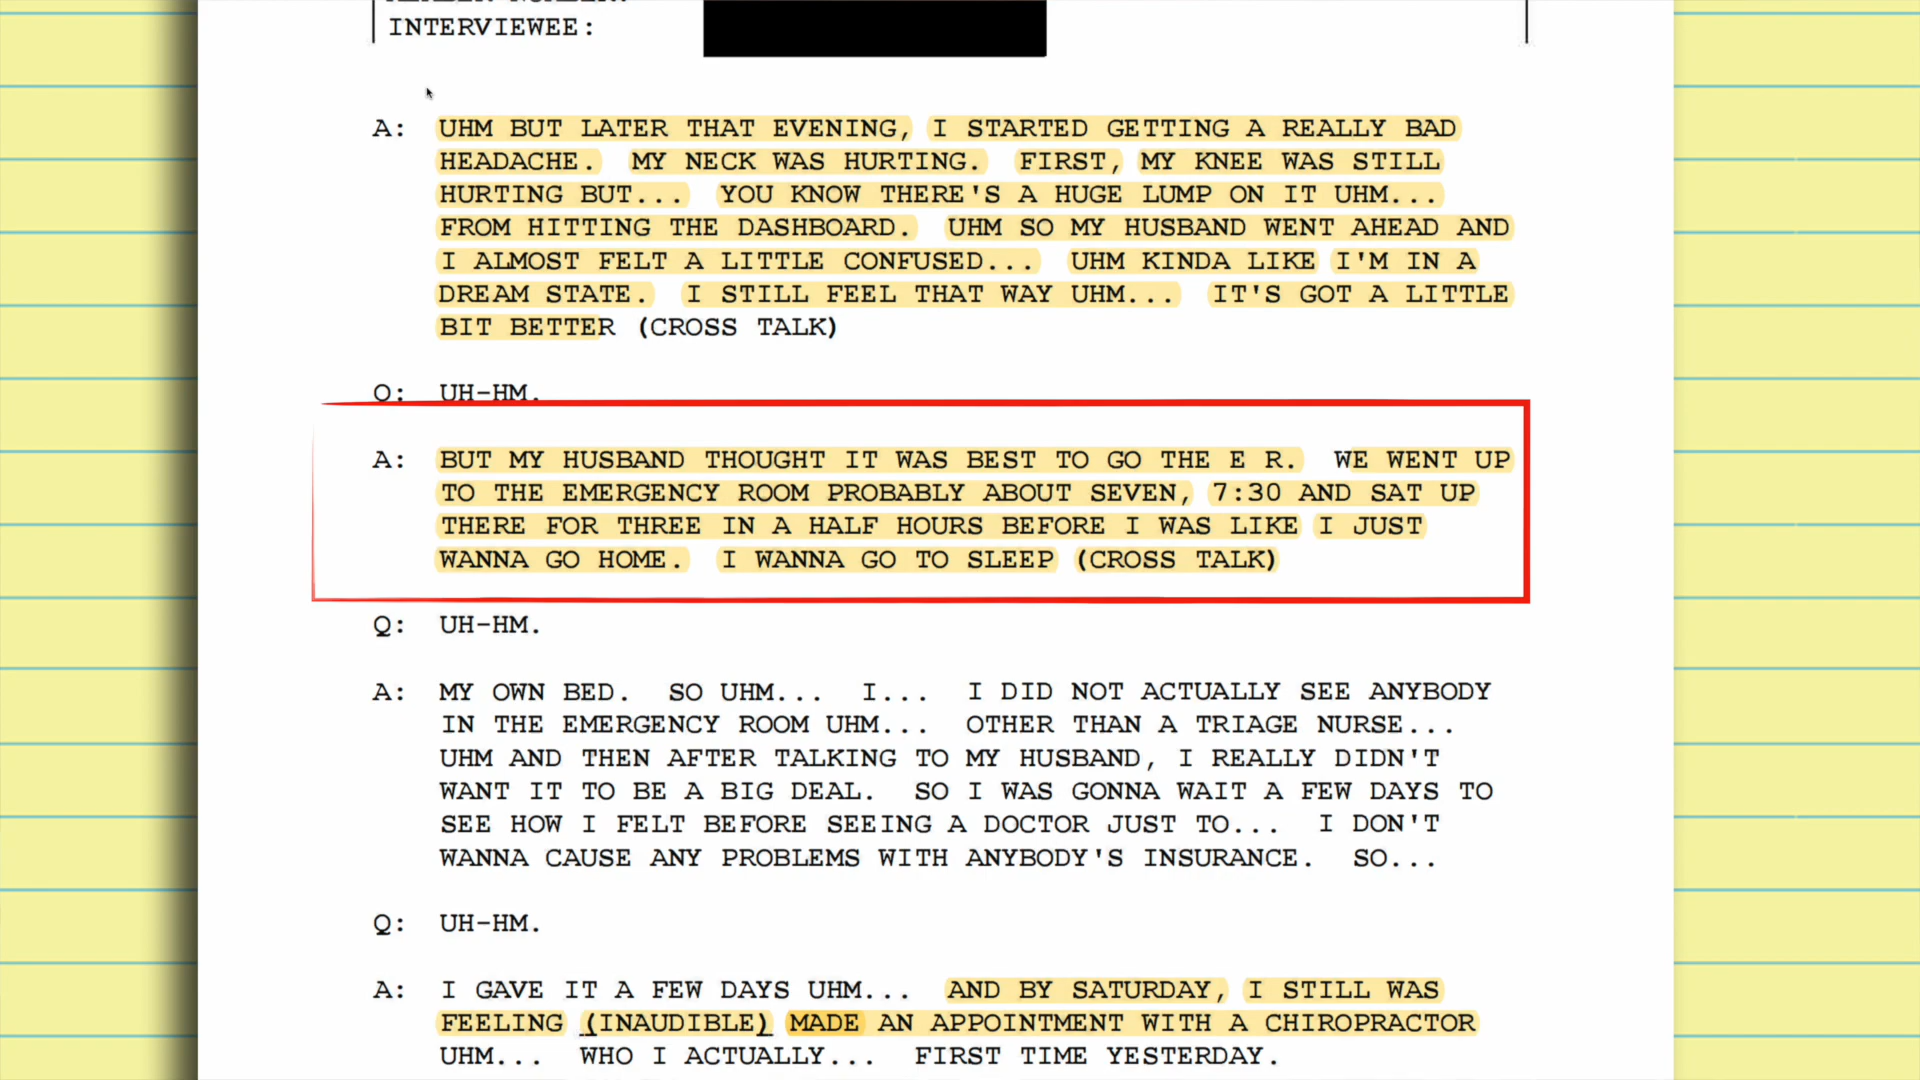 INTERVIEWEE:
A: UHM BUT LATER THAT EVENING, I STARTED GETTING A REALLY BAD
HEADACHE. MY NECK WAS HURTING. FIRST, MY KNEE WAS STILL
HURTING BUT... YOU KNOW THERE'S A HUGE LUMP ON IT UHM...
FROM HITTING THE DASHBOARD. UHM SO MY HUSBAND WENT AHEAD AND
I ALMOST FELT A LITTLE CONFUSED... UHM KINDA LIKE I'M IN A
DREAM STATE. I STILL FEEL THAT WAY UHM... IT'S GOT A LITTLE
BIT BETTER (CROSS TALK)
Q: UH-HM.
A: BUT MY HUSBAND THOUGHT IT WAS BEST TO GO THE E R. WE WENT UP
TO THE EMERGENCY ROOM PROBABLY ABOUT SEVEN, 7:30 AND SAT UP
THERE FOR THREE IN A HALF HOURS BEFORE I WAS LIKE I JUST
WANNA GO HOME. I WANNA GO TO SLEEP (CROSS TALK)
Q: UH-HM.
A: MY OWN BED. SO UHM... I... I DID NOT ACTUALLY SEE ANYBODY
IN THE EMERGENCY ROOM UHM... OTHER THAN A TRIAGE NURSE...
UHM AND THEN AFTER TALKING TO MY HUSBAND, I REALLY DIDN'T
WANT IT TO BE A BIG DEAL. SO I WAS GONNA WAIT A FEW DAYS TO
SEE HOW I FELT BEFORE SEEING A DOCTOR JUST TO... I DON'T
WANNA CAUSE ANY PROBLEMS WITH ANYBODY'S INSURANCE. SO...
Q: UH-HM.
A: I GAVE IT A FEW DAYS UHM... AND BY SATURDAY, I STILL WAS
FEELING (INAUDIBLE) MADE AN APPOINTMENT WITH A CHIROPRACTOR
UHM... WHO I ACTUALLY... FIRST TIME YESTERDAY.